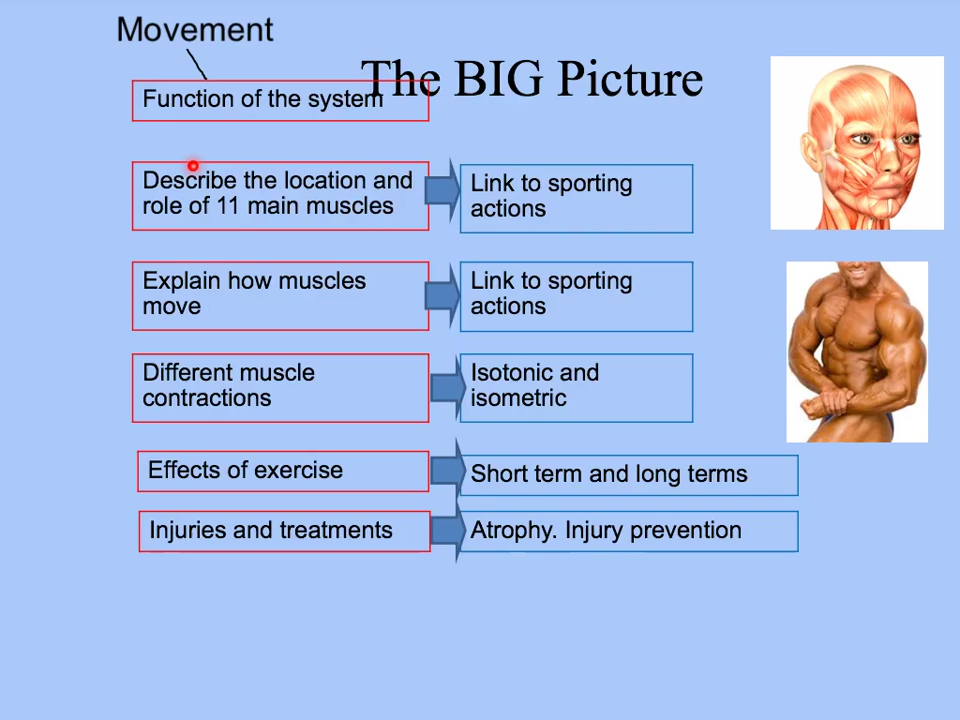 Movement
The BIG Picture
Function of the system
Describe the location and
role of 11 main muscles
Link to sporting
actions
Explain how muscles
move
Link to sporting
actions
Different muscle
contractions
Isotonic and
isometric
Effects of exercise
Short term and long terms
Injuries and treatments
Atrophy. Injury prevention